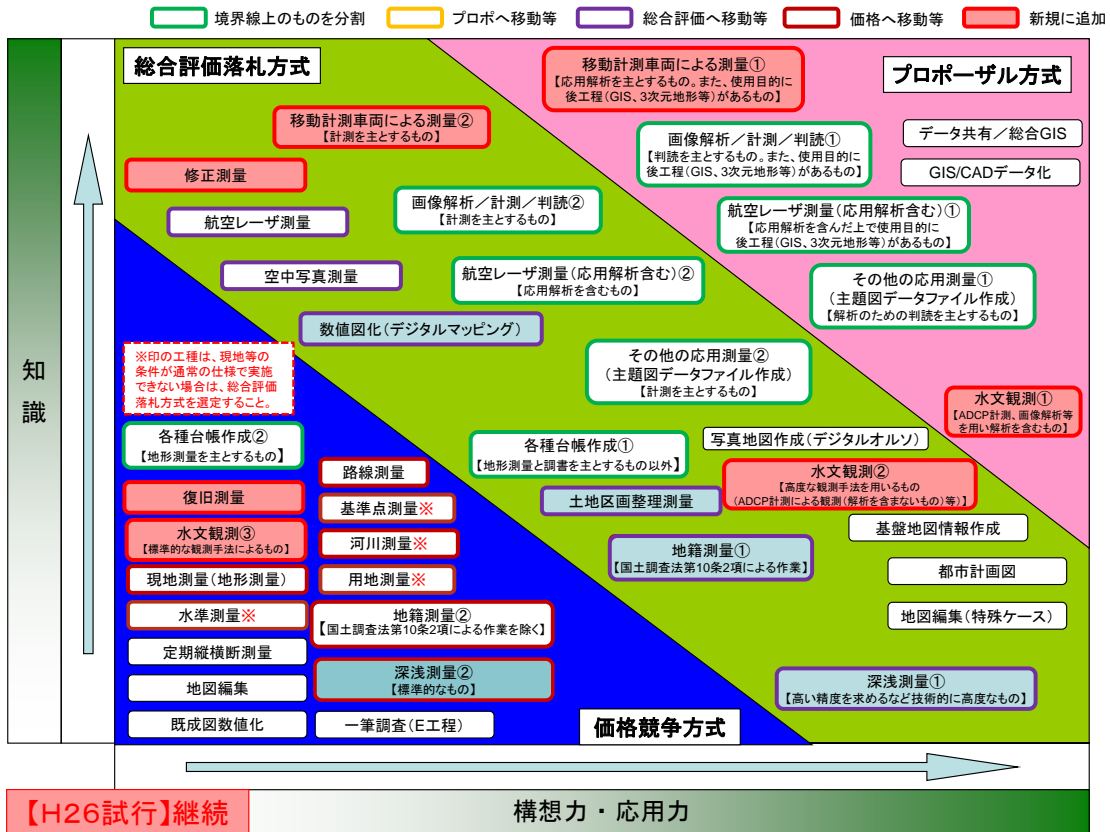 境界線上のものを分割
プロポへ移動等
総合評価へ移動等
価格へ移動等
新規に追加
総合評価落札方式
プロポーザル方式
移動計測車両による測量①
【応用解析を主とするもの。また、使用目的に
後工程(GIS、3次元地形等)があるもの】
移動計測車両による測量②
【計測を主とするもの】
画像解析/計測/判読①
【判読を主とするもの。また、使用目的に
後工程(GIS、3次元地形等)があるもの】
データ共有/総合GIS
GIS/CADデータ化
修正測量
画像解析/計測/判読②
【計測を主とするもの】
航空レーザ測量
航空レーザ測量(応用解析含む)①
【応用解析を含んだ上で使用目的に
後工程(GIS、3次元地形等)があるもの】
空中写真測量
航空レーザ測量(応用解析含む)②
【応用解析を含むもの】
その他の応用測量①
(主題図データファイル作成)
【解析のための判読を主とするもの】
数値図化(デジタルマッピング)
その他の応用測量②
(主題図データファイル作成)
【計測を主とするもの】
※印の工種は、現地等の
条件が通常の仕様で実施
できない場合は、総合評価
落札方式を選定すること。
水文観測①
【ADCP計測、画像解析等
を用い解析を含むもの】
各種台帳作成②
【地形測量を主とするもの】
各種台帳作成①
【地形測量と調書を主とするもの以外】
写真地図作成(デジタルオルソ)
水文観測②
【高度な観測手法を用いるもの
(ADCP計測による観測(解析を含まないもの)等)】
路線測量
復旧測量
基準点測量※
土地区画整理測量
基盤地図情報作成
水文観測③
【標準的な観測手法によるもの】
河川測量※
地籍測量①
【国土調査法第10条2項による作業】
都市計画図
現地測量(地形測量)
用地測量※
水準測量※
地籍測量②
【国土調査法第10条2項による作業を除く】
地図編集(特殊ケース)
定期縦横断測量
深浅測量②
【標準的なもの】
深浅測量①
【高い精度を求めるなど技術的に高度なもの】
地図編集
既成図数値化
一筆調査(E工程)
価格競争方式
知
識
【H26試行】継続
構想力・応用力